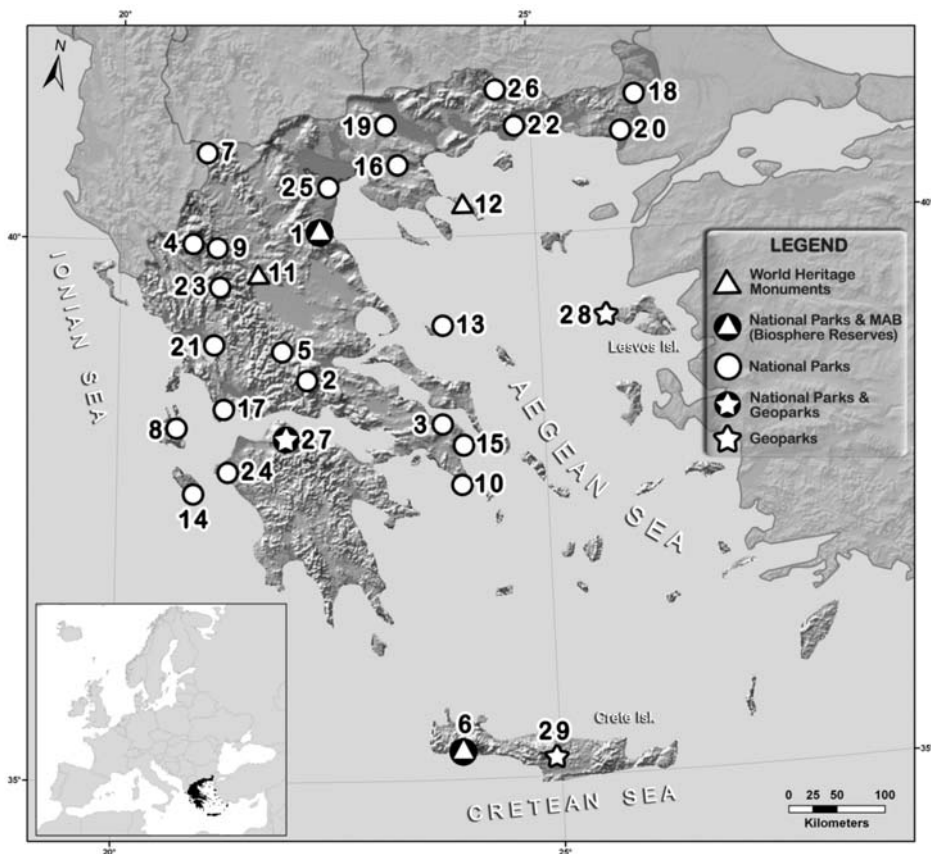 20°
25°
N
26
18
19
22
20
7
16
25
12
40°
1
40°
4
9
11
23
LEGEND
World Heritage
Monuments
National Parks & MAB
(Biosphere Reserves)
National Parks
National Parks &
Geoparks
Geoparks
IONIAN SEA
28
Lesvos Isl.
13
21
5
2
AEGEAN SEA
17
8
3
27
15
24
10
14
6
29
Crete Isl.
35°
35°
CRETEAN SEA
0 25 50 100
Kilometers
20°
25°